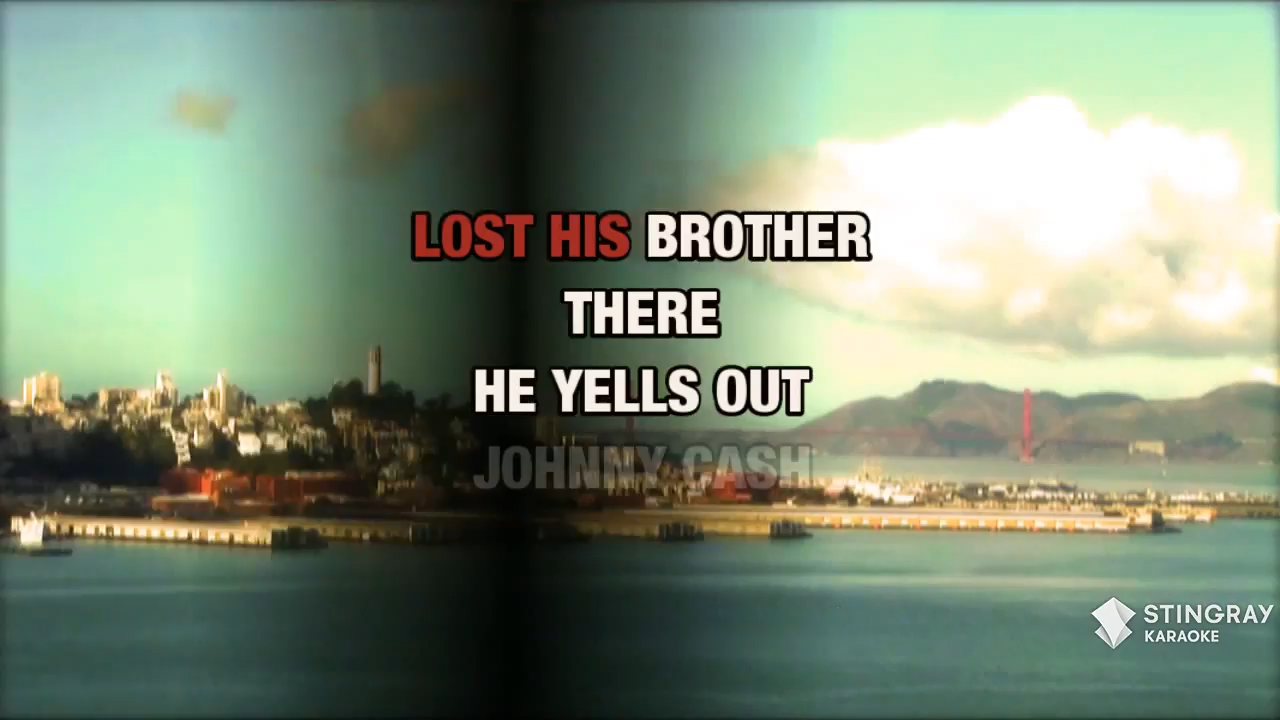 LOST HIS BROTHER
THERE
HE YELLS OUT
JOHNNY CASH
STINGRAY
KARAOKE